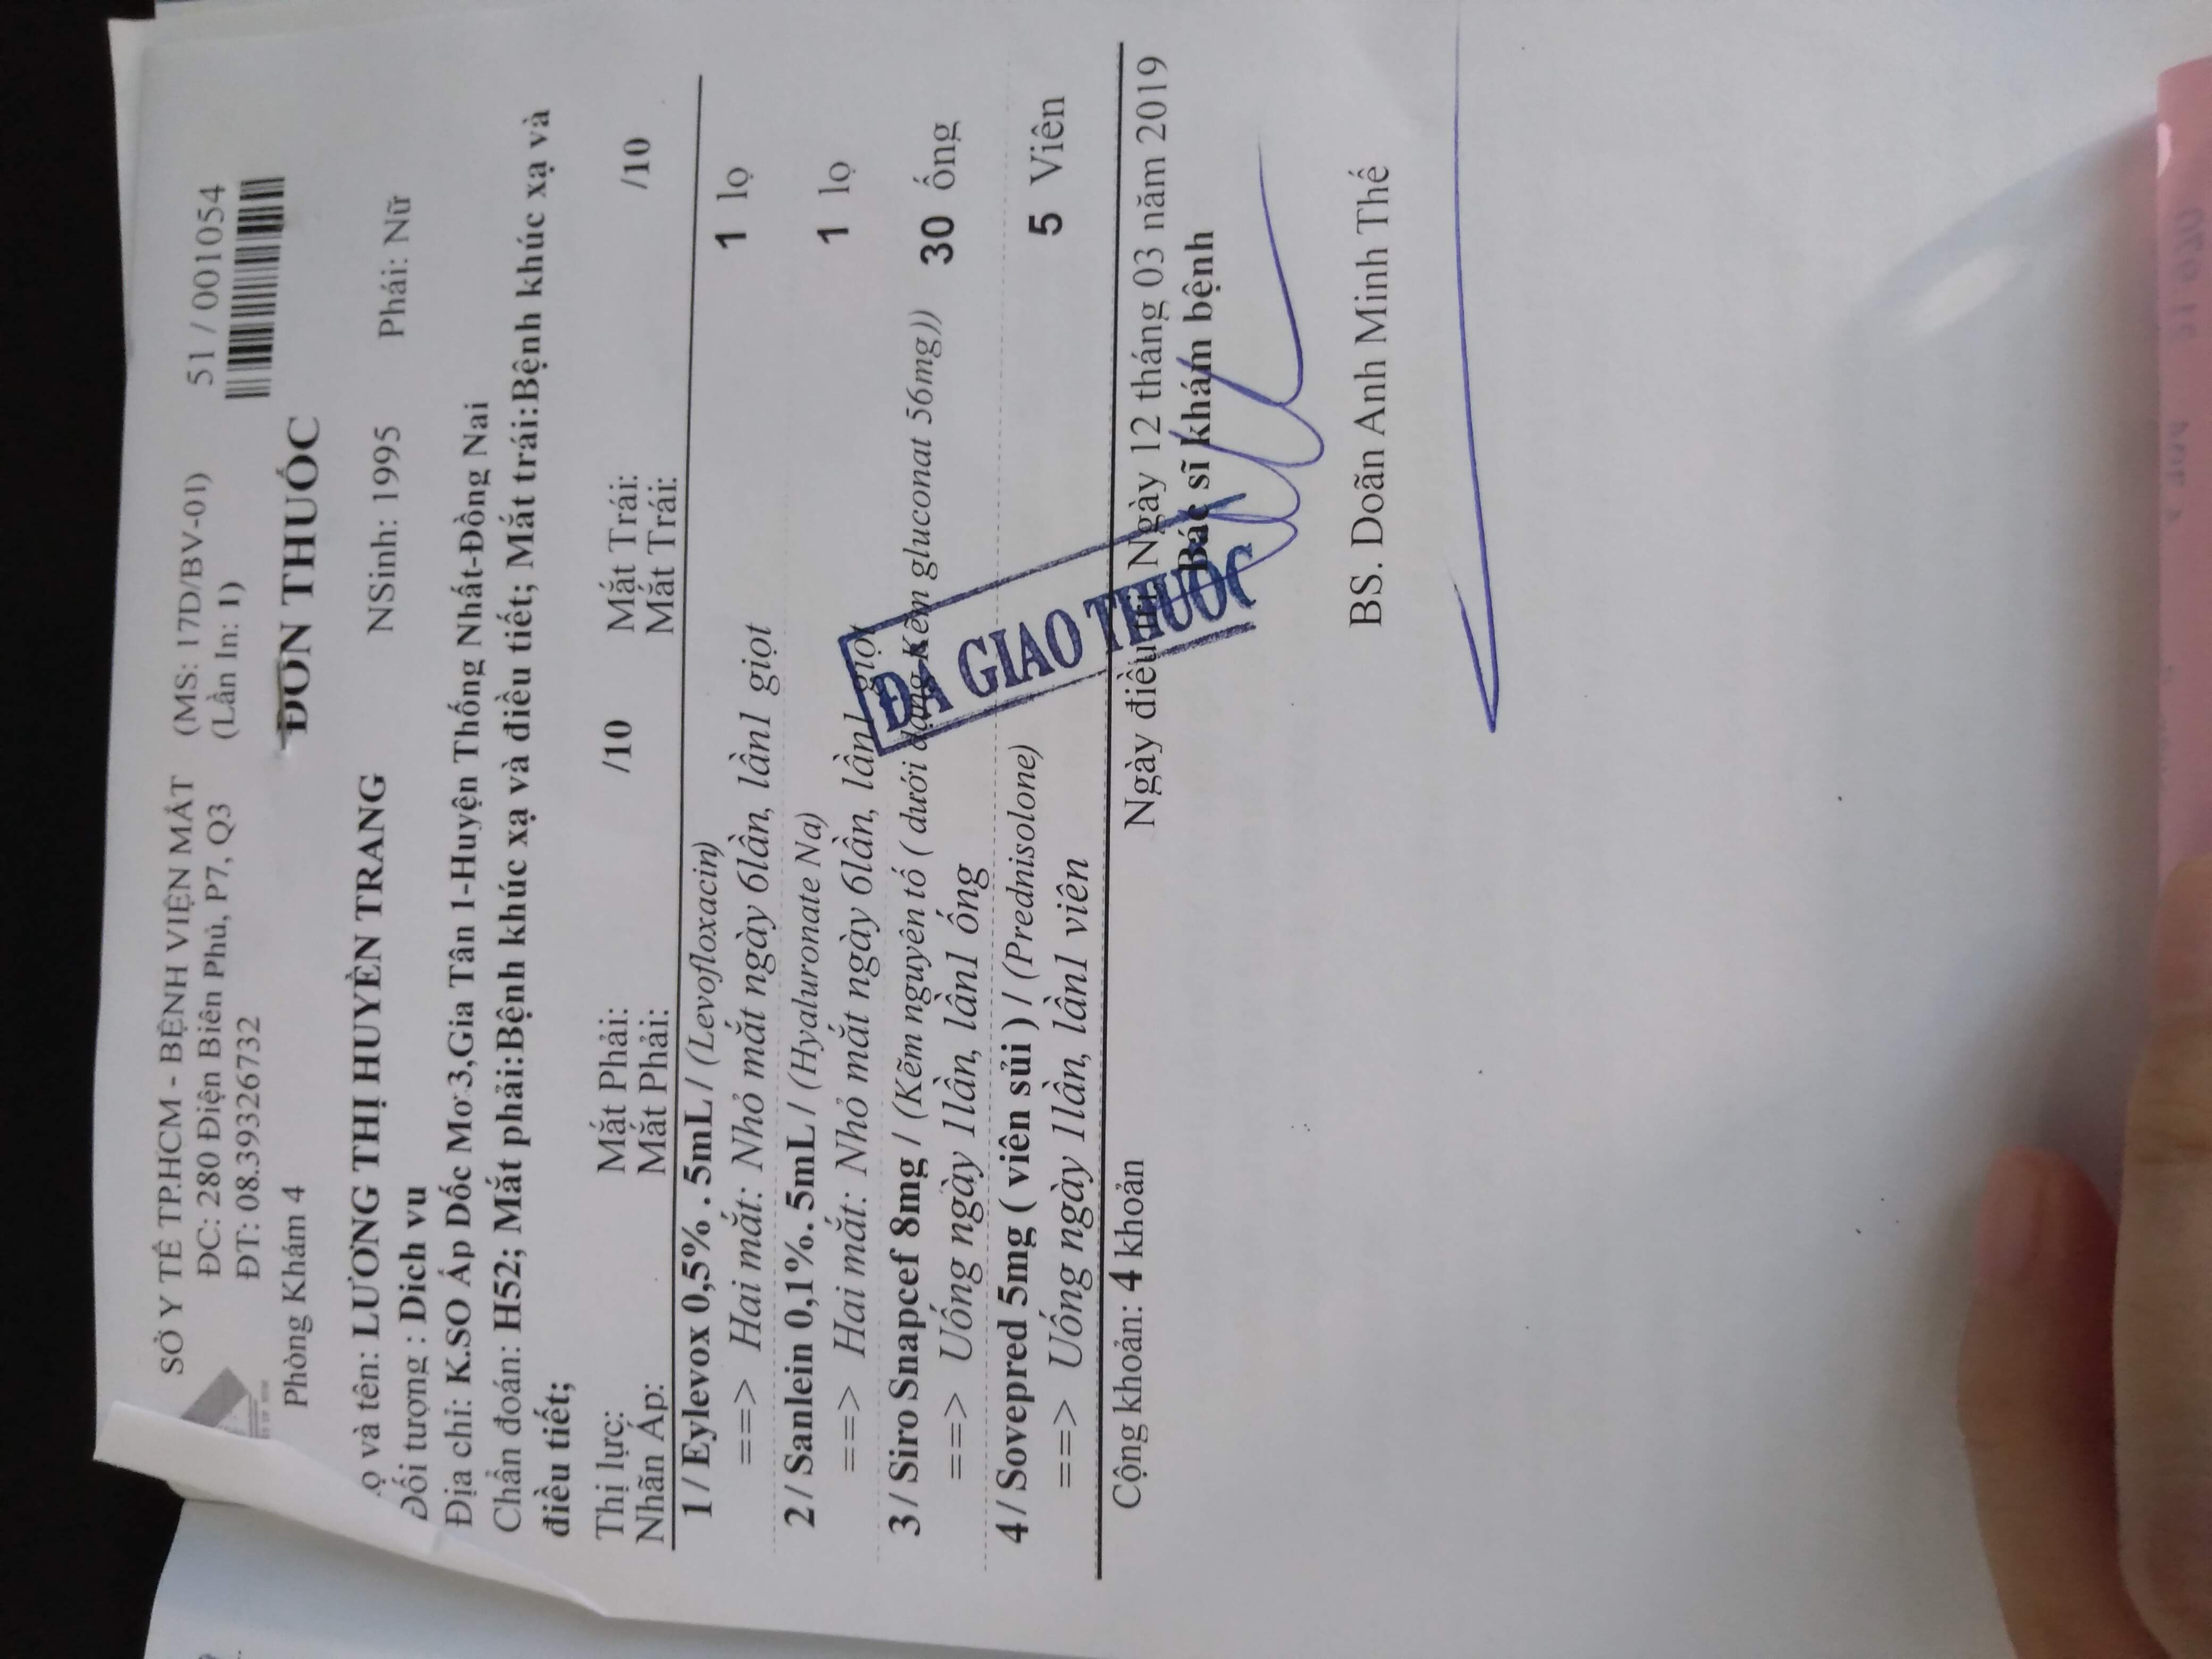 SỞ Y TẾ TP.HCM - BỆNH VIỆN MẮT (MS: 17D/BV-01) 51 / 001054
ĐC: 280 Điện Biên Phủ, P7, Q3 (Lần In: 1)
ĐT: 08.39326732
Phòng Khám 4
ĐƠN THUỐC
ọ và tên: LƯƠNG THỊ HUYỀN TRANG NSinh: 1995 Phái: Nữ
Đối tượng : Dich vu
Địa chỉ: K.SO Ấp Dốc Mơ 3,Gia Tân 1-Huyện Thống Nhất-Đồng Nai
Chẩn đoán: H52; Mắt phải:Bệnh khúc xạ và điều tiết; Mắt trái:Bệnh khúc xạ và
điều tiết;
Thị lực: Mắt Phải: /10 Mắt Trái: /10
Nhãn Áp: Mắt Phải: Mắt Trái:
1 / Eylevox 0,5% . 5mL / (Levofloxacin) 1 lọ
==> Hai mắt: Nhỏ mắt ngày 6lần, lần1 giọt
2 / Sanlein 0,1%. 5mL / (Hyaluronate Na) 1 lọ
==> Hai mắt: Nhỏ mắt ngày 6lần, lần1 giọt
3 / Siro Snapcef 8mg / (Kẽm nguyên tố ( dưới dạng Kẽm gluconat 56mg)) 30 ống
==> Uống ngày 1lần, lần1 ống
4 / Sovepred 5mg ( viên sủi ) / (Prednisolone) 5 Viên
==> Uống ngày 1lần, lần1 viên
ĐÃ GIAO THUỐC
Cộng khoản: 4 khoản Ngày điều trị: Ngày 12 tháng 03 năm 2019
Bác sĩ khám bệnh
BS. Doãn Anh Minh Thế